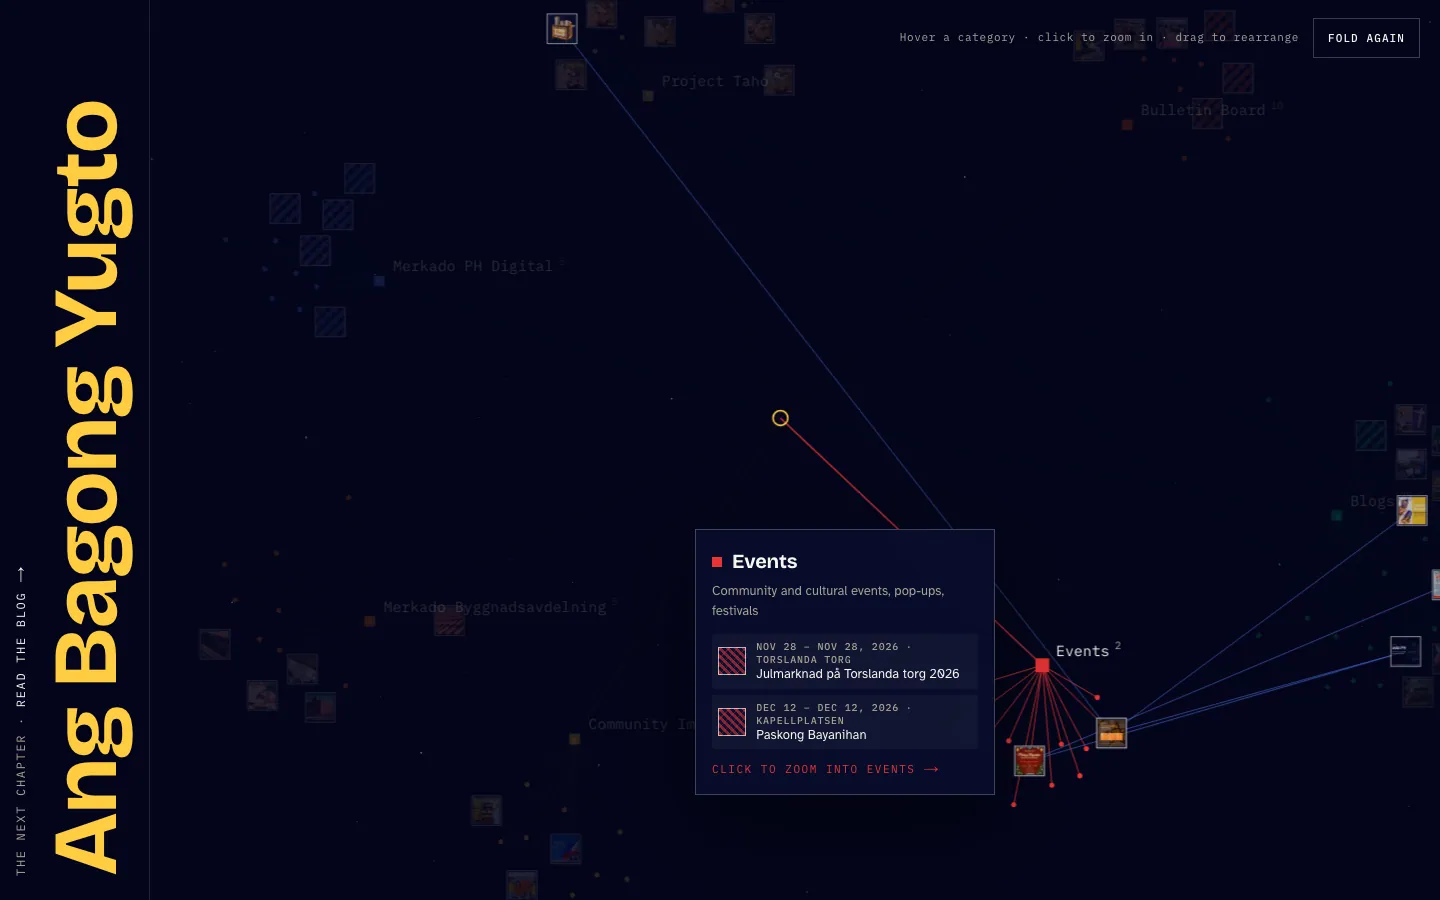 THE NEXT CHAPTER · READ THE BLOG →
Ang Bagong Yugto
Hover a category · click to zoom in · drag to rearrange
FOLD AGAIN
Project Taho
Bulletin Board 10
Merkado PH Digital
Blogs
Merkado Byggnadsavdelning
Community Im
Events 2
Events
Community and cultural events, pop-ups,
festivals
NOV 28 – NOV 28, 2026 ·
TORSLANDA TORG
Julmarknad på Torslanda torg 2026
DEC 12 – DEC 12, 2026 ·
KAPELLPLATSEN
Paskong Bayanihan
CLICK TO ZOOM INTO EVENTS →